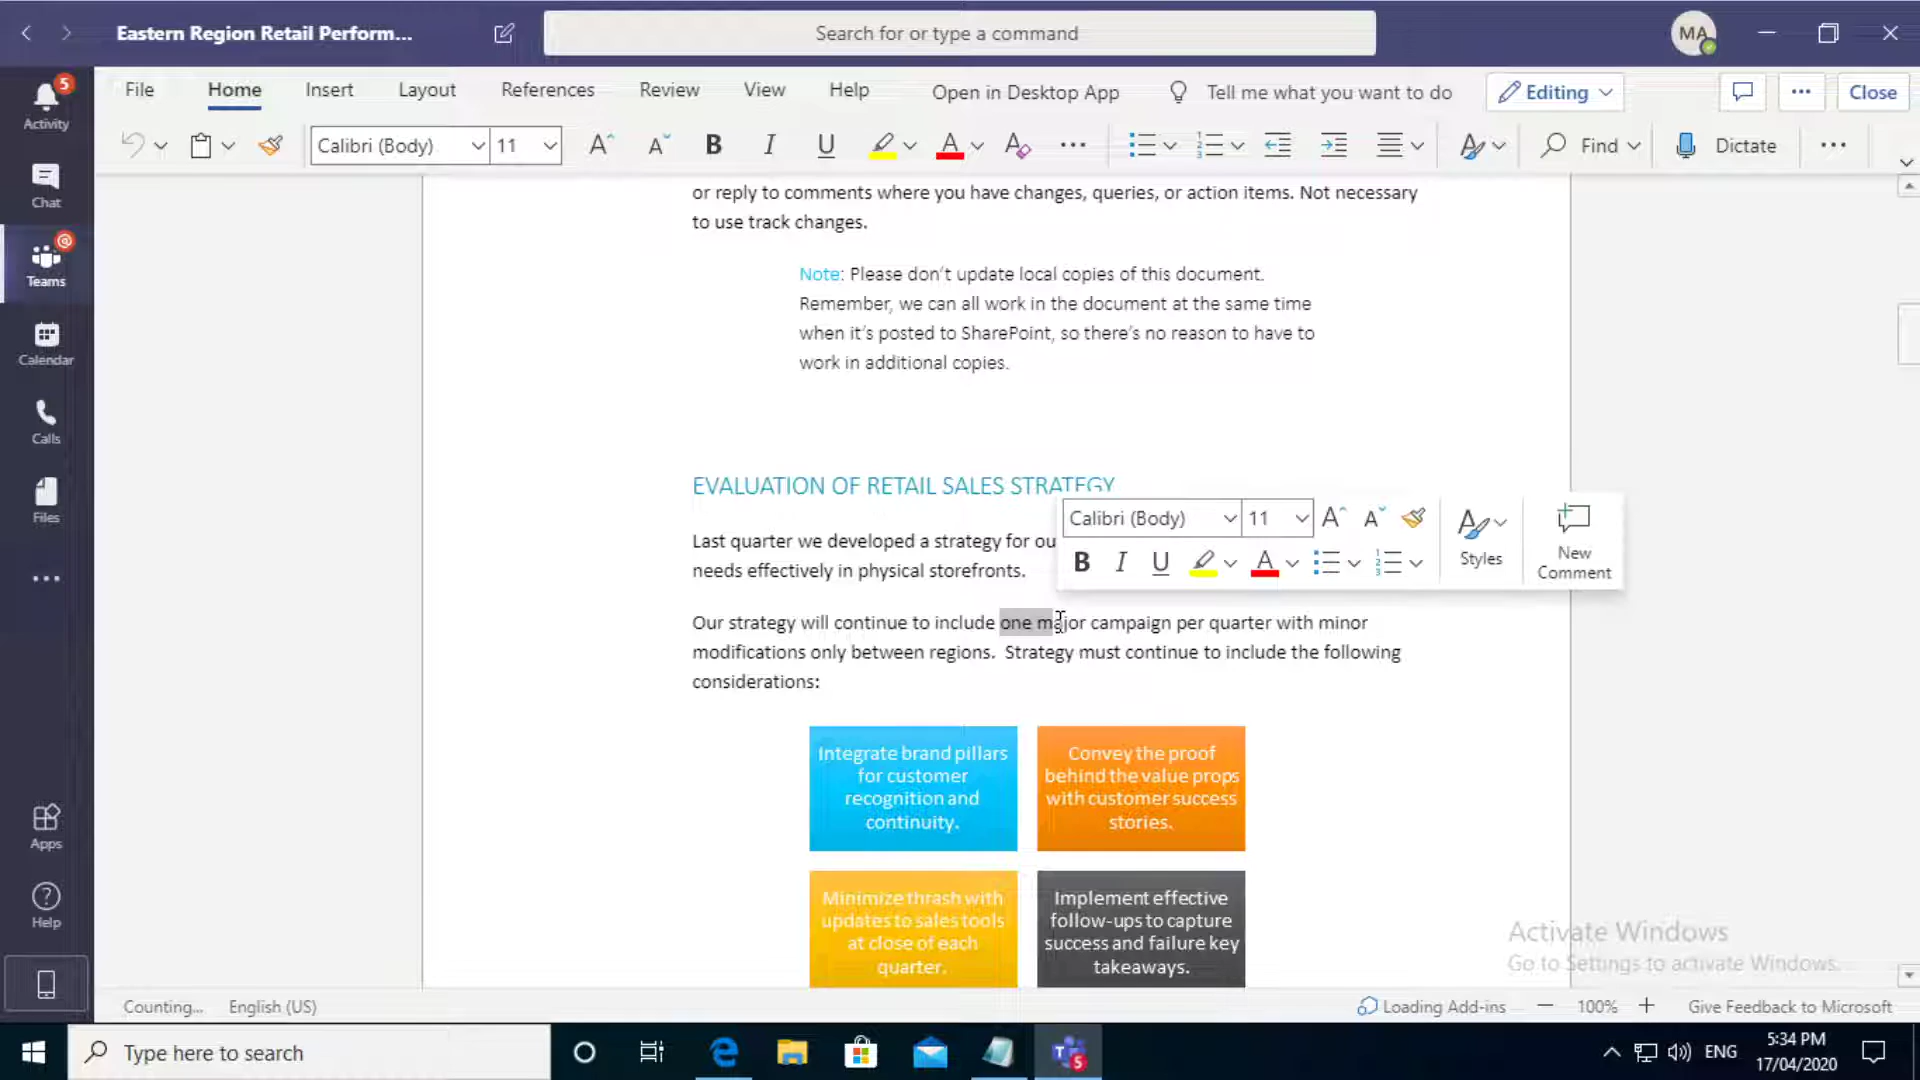 Eastern Region Retail Perform...
Search for or type a command
MA
File Home Insert Layout References Review View Help Open in Desktop App Tell me what you want to do Editing Close
Calibri (Body) 11 B I U Find Dictate
5
Activity
Chat
Teams
Calendar
Calls
Files
Apps
Help
or reply to comments where you have changes, queries, or action items. Not necessary
to use track changes.
Note: Please don't update local copies of this document.
Remember, we can all work in the document at the same time
when it's posted to SharePoint, so there's no reason to have to
work in additional copies.
EVALUATION OF RETAIL SALES STRATEGY
Calibri (Body) 11
B I U
Styles
New
Comment
Last quarter we developed a strategy for ou
needs effectively in physical storefronts.
Our strategy will continue to include one major campaign per quarter with minor
modifications only between regions. Strategy must continue to include the following
considerations:
Integrate brand pillars
for customer
recognition and
continuity.
Convey the proof
behind the value props
with customer success
stories.
Minimize thrash with
updates to sales tools
at close of each
quarter.
Implement effective
follow-ups to capture
success and failure key
takeaways.
Activate Windows
Go to Settings to activate Windows.
Counting... English (US) Loading Add-ins 100% Give Feedback to Microsoft
Type here to search
5
ENG
5:34 PM
17/04/2020